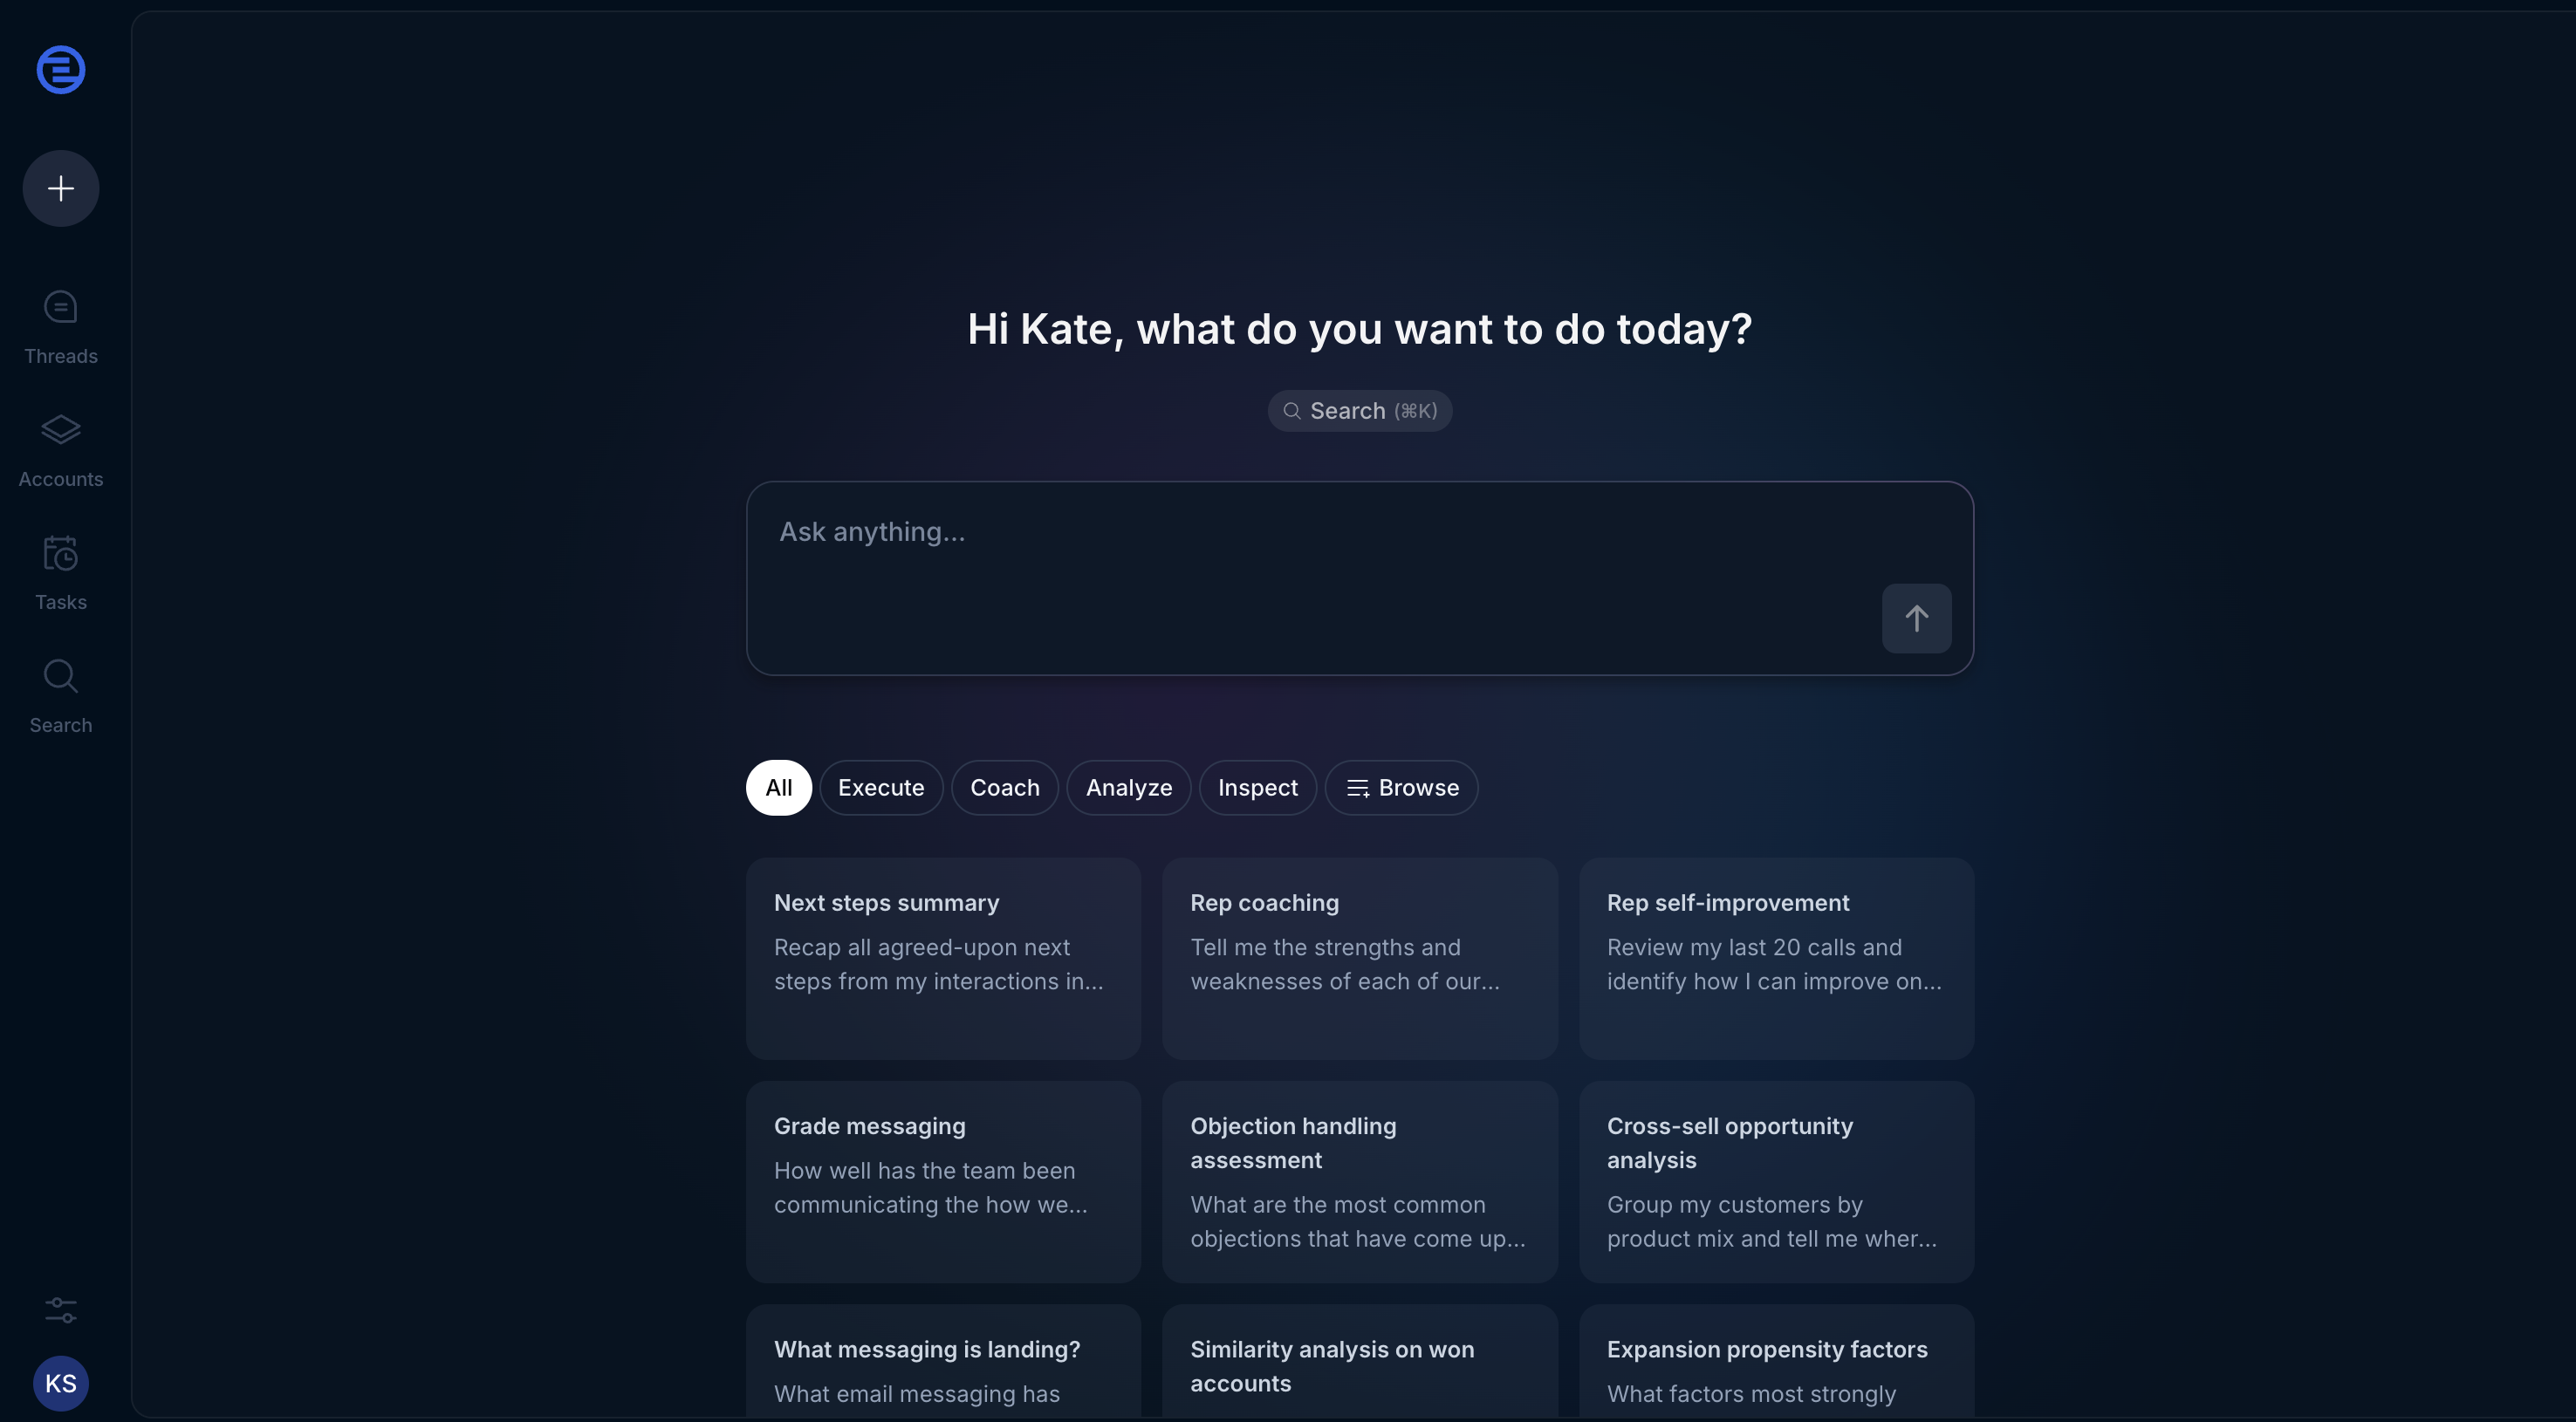 Threads
Accounts
Tasks
Search
KS
Hi Kate, what do you want to do today?
Search (⌘K)
Ask anything...
All
Execute
Coach
Analyze
Inspect
Browse
Next steps summary
Recap all agreed-upon next
steps from my interactions in...
Rep coaching
Tell me the strengths and
weaknesses of each of our...
Rep self-improvement
Review my last 20 calls and
identify how I can improve on...
Grade messaging
How well has the team been
communicating the how we...
Objection handling
assessment
What are the most common
objections that have come up...
Cross-sell opportunity
analysis
Group my customers by
product mix and tell me wher...
What messaging is landing?
What email messaging has
Similarity analysis on won
accounts
Expansion propensity factors
What factors most strongly